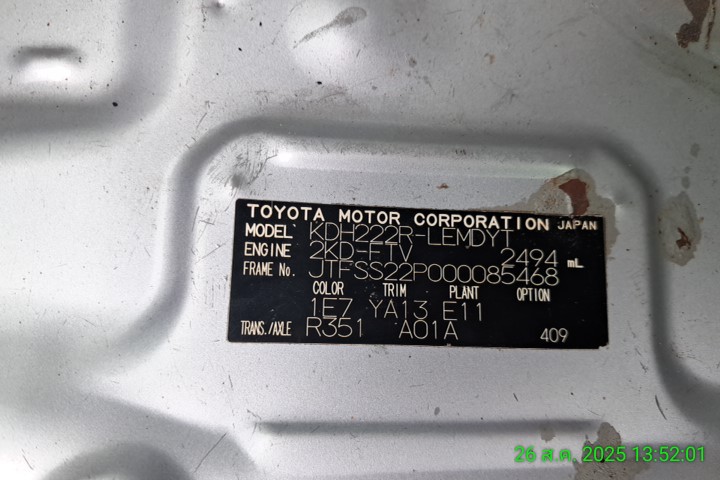 TOYOTA MOTOR CORPORATION JAPAN
MODEL KDH222R-LEMDYT
ENGINE 2KD-FTV 2494 mL
FRAME No. JTFSS22P000085468
COLOR TRIM PLANT OPTION
1E7 YA13 E11
TRANS./AXLE R351 A01A 409
26 ส.ค. 2025 13:52:01